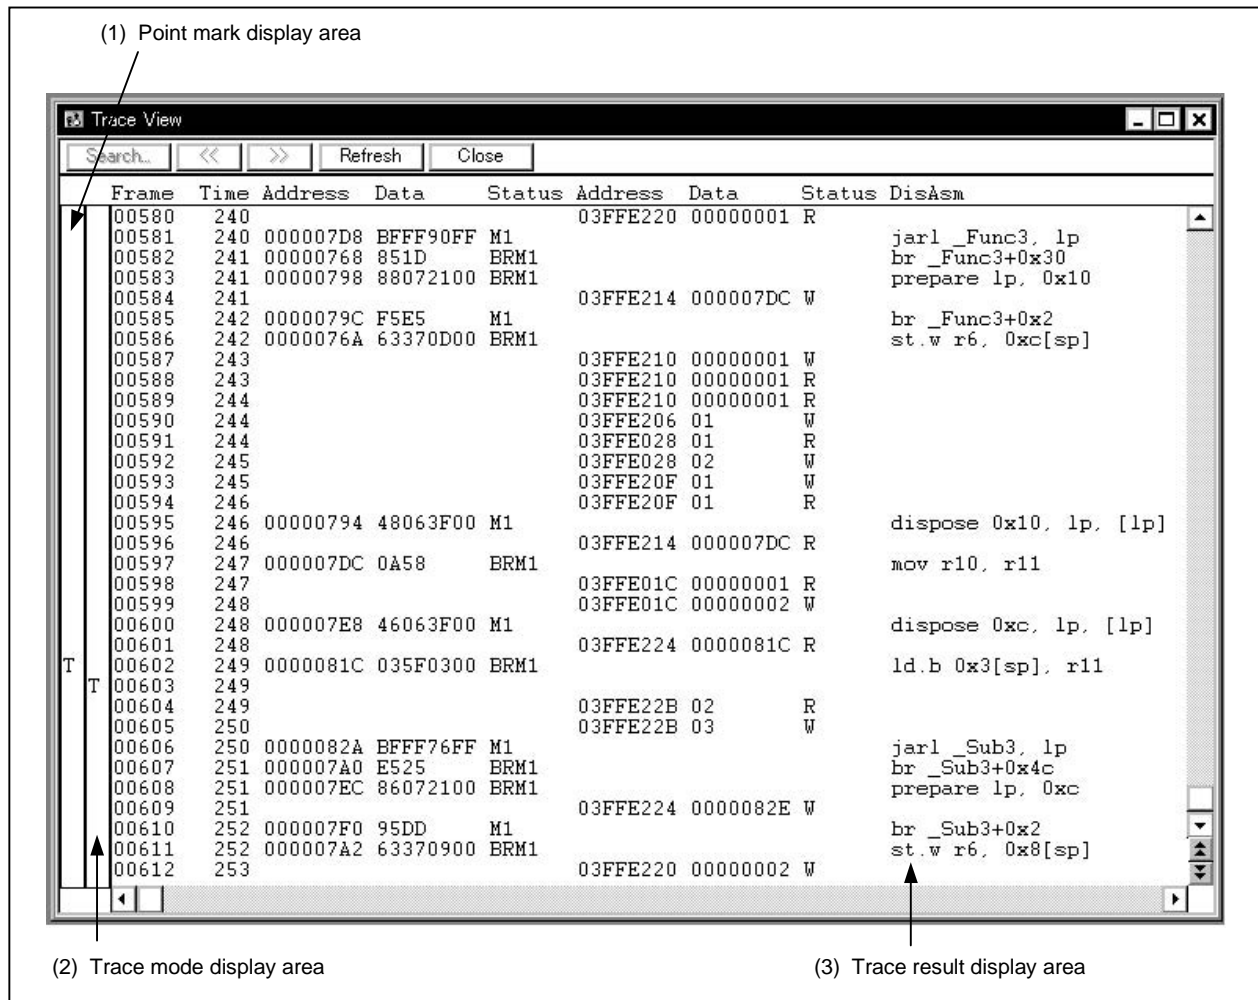 (1) Point mark display area
Trace View
Search... << >> Refresh Close
Frame Time Address Data Status Address Data Status DisAsm
00580 240 03FFE220 00000001 R
00581 240 000007D8 BFFF90FF M1 jarl _Func3, lp
00582 241 00000768 851D BRM1 br _Func3+0x30
00583 241 00000798 88072100 BRM1 prepare lp, 0x10
00584 241 03FFE214 000007DC W
00585 242 0000079C F5E5 M1 br _Func3+0x2
00586 242 0000076A 63370D00 BRM1 st.w r6, 0xc[sp]
00587 243 03FFE210 00000001 W
00588 243 03FFE210 00000001 R
00589 244 03FFE210 00000001 R
00590 244 03FFE206 01 W
00591 244 03FFE028 01 R
00592 245 03FFE028 02 W
00593 245 03FFE20F 01 W
00594 246 03FFE20F 01 R
00595 246 00000794 48063F00 M1 dispose 0x10, lp, [lp]
00596 246 03FFE214 000007DC R
00597 247 000007DC 0A58 BRM1 mov r10, r11
00598 247 03FFE01C 00000001 R
00599 248 03FFE01C 00000002 W
00600 248 000007E8 46063F00 M1 dispose 0xc, lp, [lp]
00601 248 03FFE224 0000081C R
T 00602 249 0000081C 035F0300 BRM1 ld.b 0x3[sp], r11
T 00603 249
00604 249 03FFE22B 02 R
00605 250 03FFE22B 03 W
00606 250 0000082A BFFF76FF M1 jarl _Sub3, lp
00607 251 000007A0 E525 BRM1 br _Sub3+0x4c
00608 251 000007EC 86072100 BRM1 prepare lp, 0xc
00609 251 03FFE224 0000082E W
00610 252 000007F0 95DD M1 br _Sub3+0x2
00611 252 000007A2 63370900 BRM1 st.w r6, 0x8[sp]
00612 253 03FFE220 00000002 W
(2) Trace mode display area
(3) Trace result display area